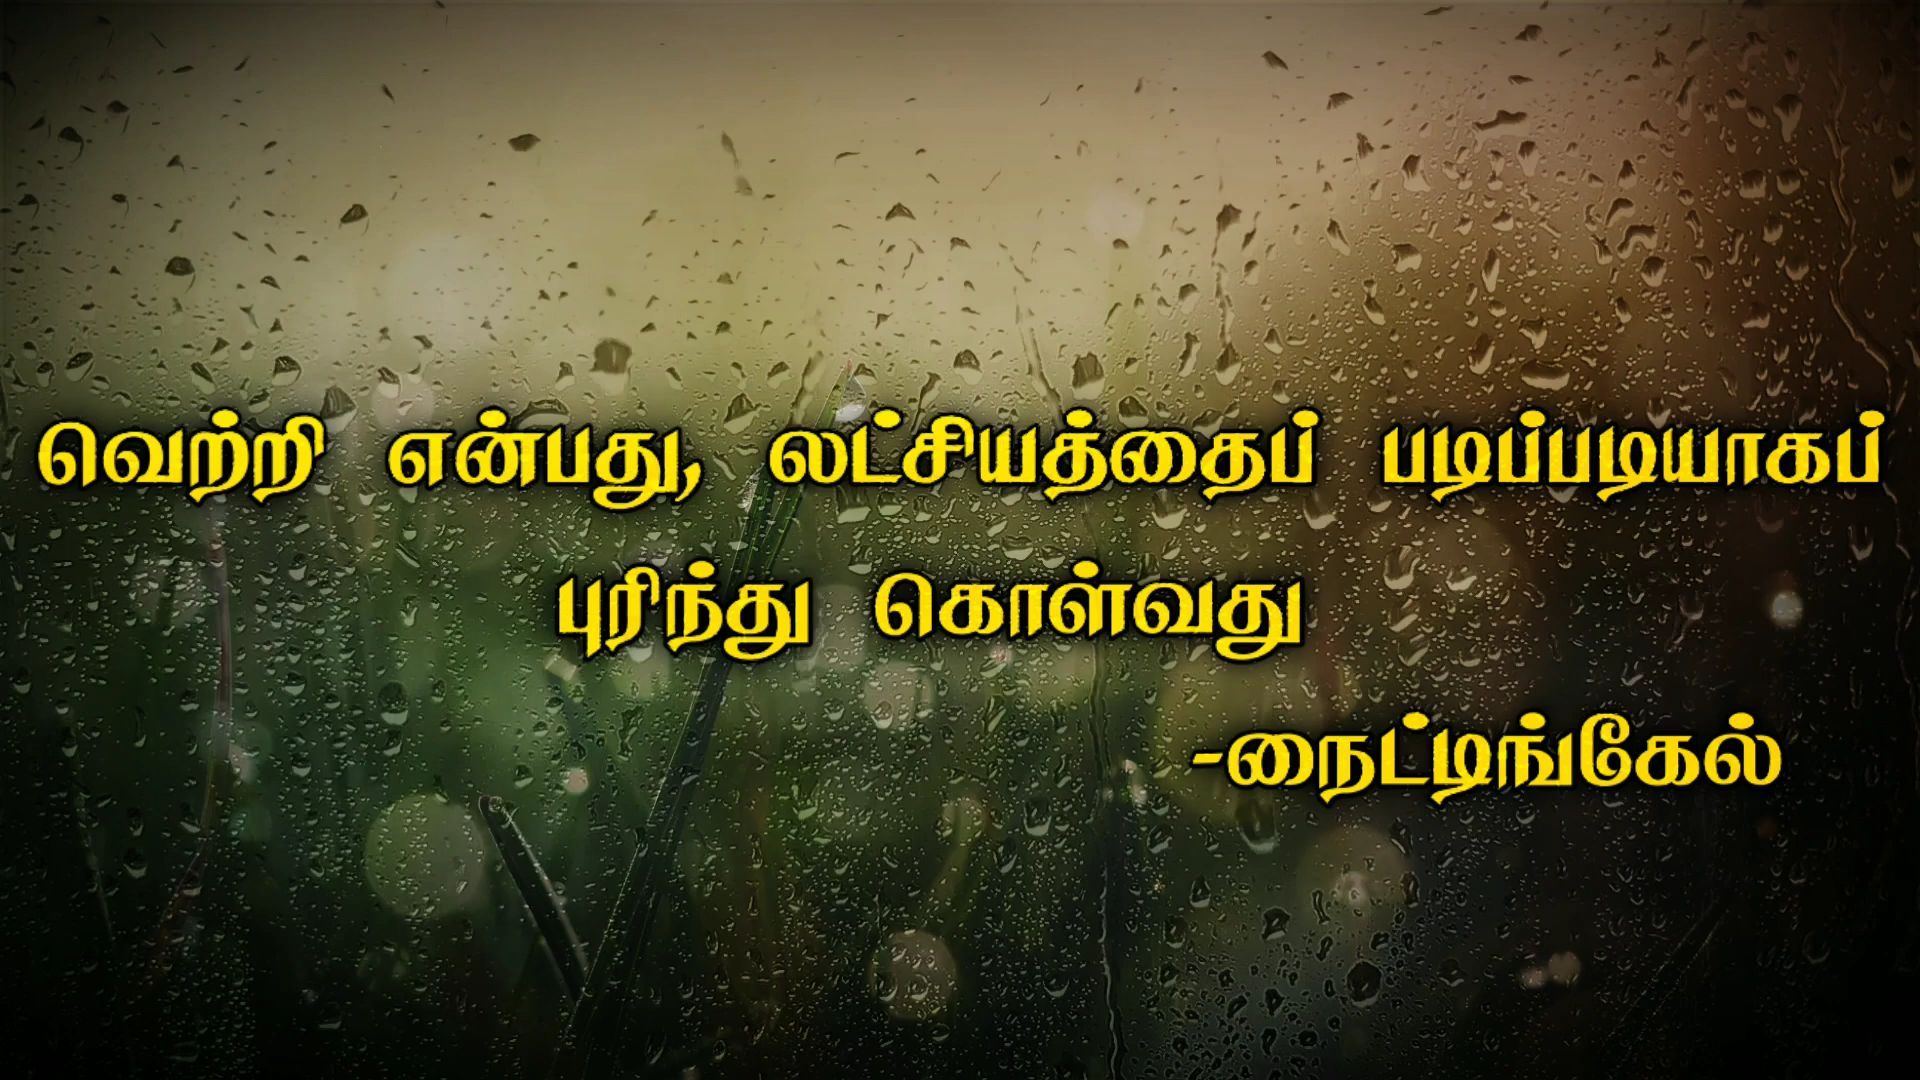 வெற்றி என்பது, லட்சியத்தைப் படிப்படியாகப்
புரிந்து கொள்வது
-நைட்டிங்கேல்